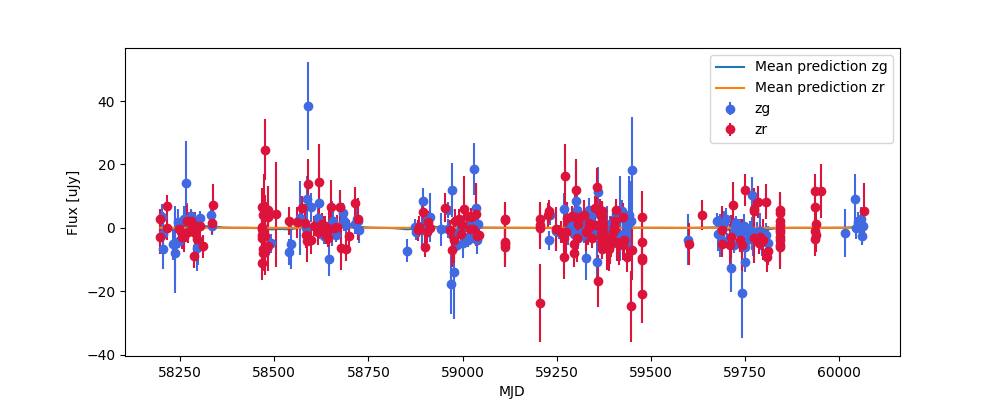 Mean prediction zg
Mean prediction zr
zg
zr
Flux [uJy]
40
20
0
−20
−40
58250
58500
58750
59000
59250
59500
59750
60000
MJD